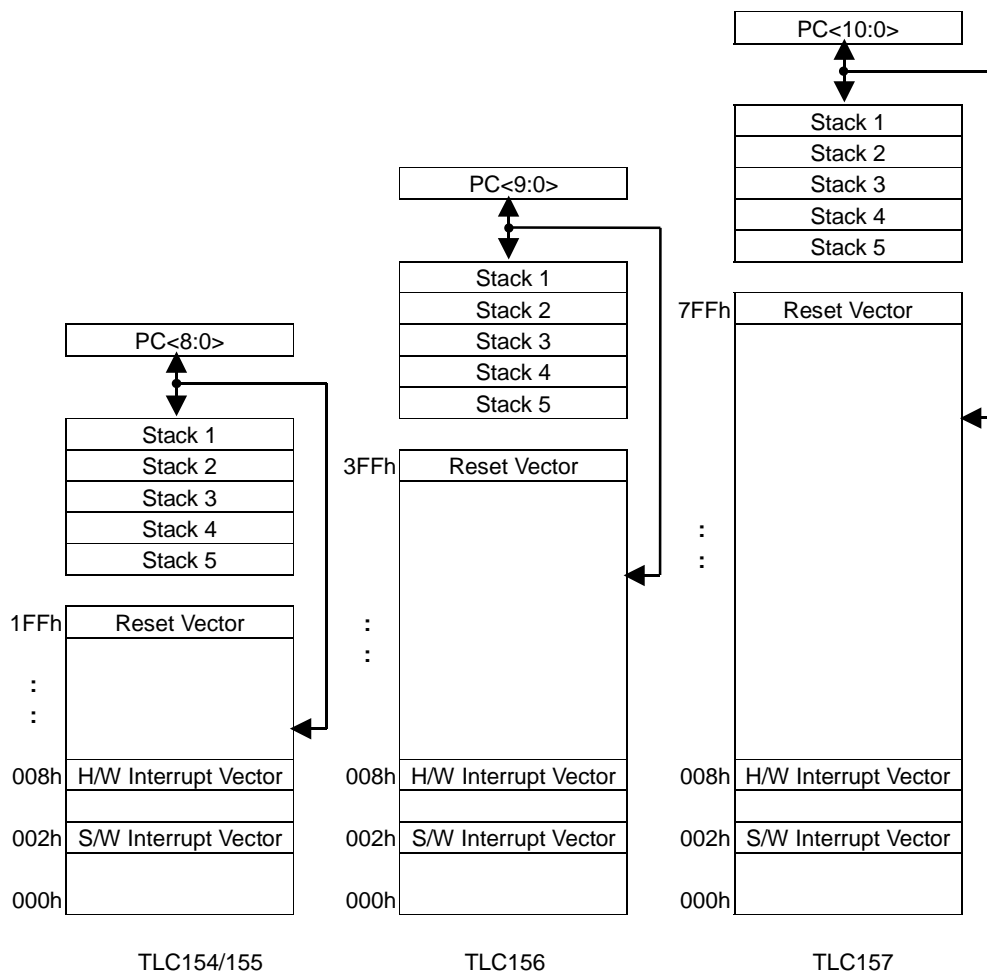 PC<8:0>
Stack 1
Stack 2
Stack 3
Stack 4
Stack 5
1FFh Reset Vector
:
:
008h H/W Interrupt Vector
002h S/W Interrupt Vector
000h
TLC154/155
PC<9:0>
Stack 1
Stack 2
Stack 3
Stack 4
Stack 5
3FFh Reset Vector
:
:
008h H/W Interrupt Vector
002h S/W Interrupt Vector
000h
TLC156
PC<10:0>
Stack 1
Stack 2
Stack 3
Stack 4
Stack 5
7FFh Reset Vector
:
:
008h H/W Interrupt Vector
002h S/W Interrupt Vector
000h
TLC157